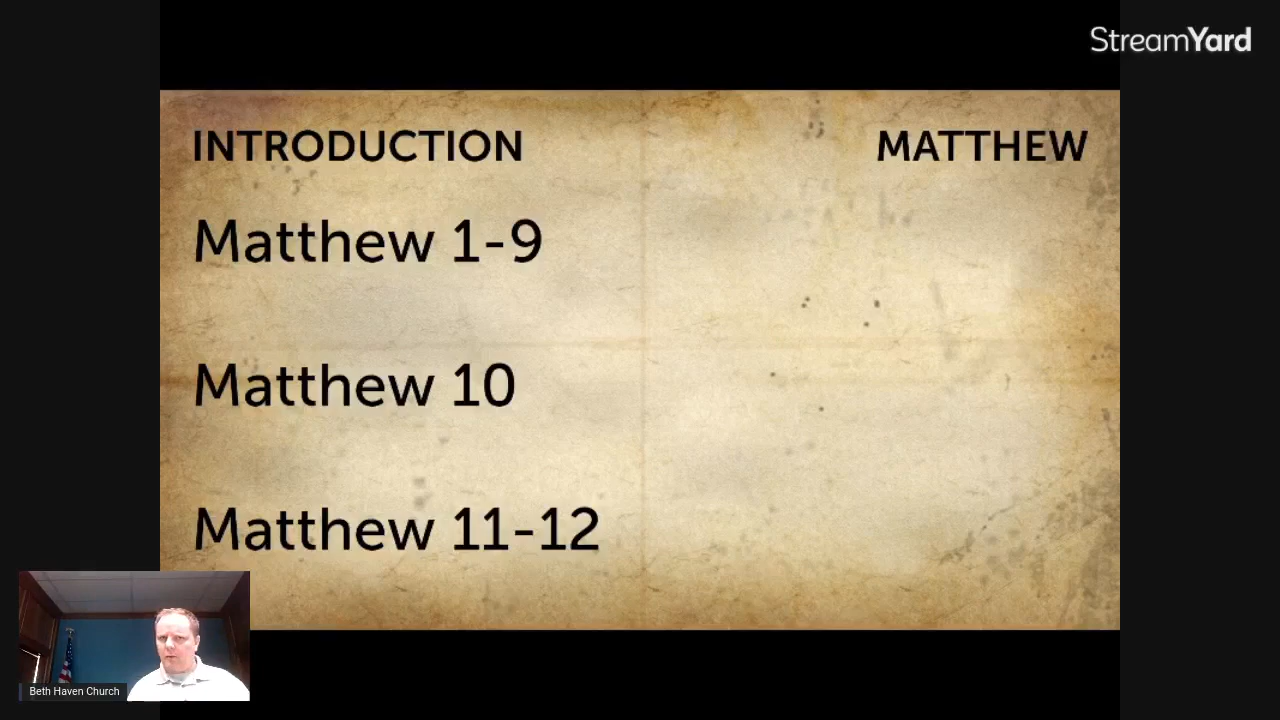 StreamYard
INTRODUCTION
MATTHEW
Matthew 1-9
Matthew 10
Matthew 11-12
Beth Haven Church